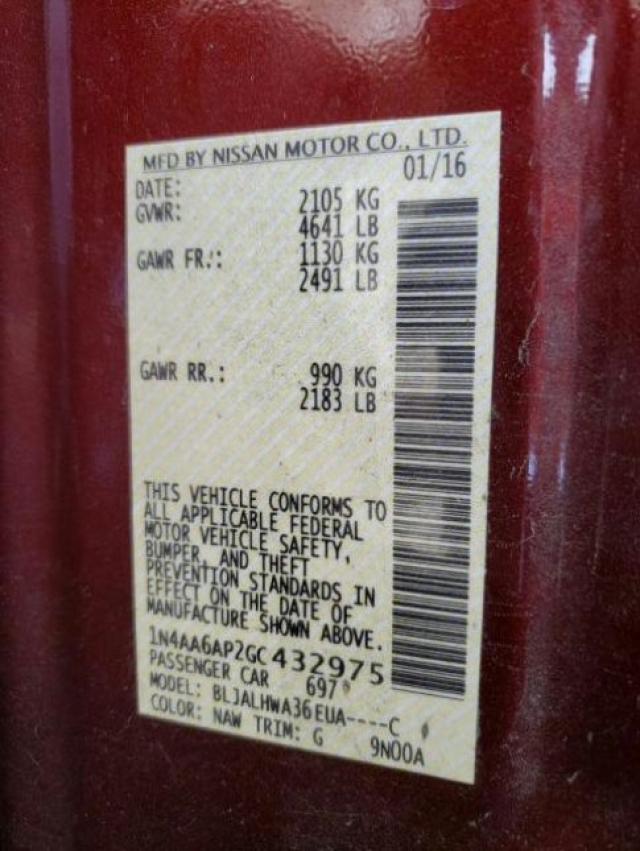 MFD BY NISSAN MOTOR CO., LTD.
DATE: 01/16
GVWR: 2105 KG
4641 LB
GAWR FR.: 1130 KG
2491 LB
GAWR RR.: 990 KG
2183 LB
THIS VEHICLE CONFORMS TO
ALL APPLICABLE FEDERAL
MOTOR VEHICLE SAFETY,
BUMPER, AND THEFT
PREVENTION STANDARDS IN
EFFECT ON THE DATE OF
MANUFACTURE SHOWN ABOVE.
1N4AA6AP2GC432975
PASSENGER CAR 697
MODEL: BLJALHWA36EUA----C
COLOR: NAW TRIM: G 9N00A